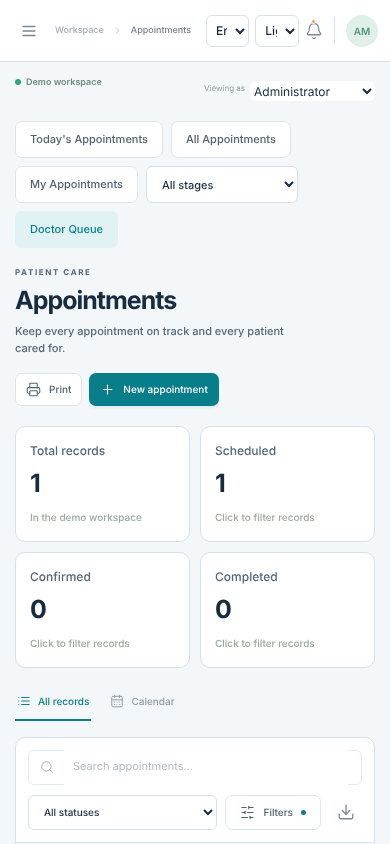 Workspace > Appointments
AM
Demo workspace
Viewing as Administrator
Today's Appointments
All Appointments
My Appointments
All stages
Doctor Queue
PATIENT CARE
Appointments
Keep every appointment on track and every patient
cared for.
Print
New appointment
Total records
1
In the demo workspace
Scheduled
1
Click to filter records
Confirmed
0
Click to filter records
Completed
0
Click to filter records
All records
Calendar
Search appointments...
All statuses
Filters